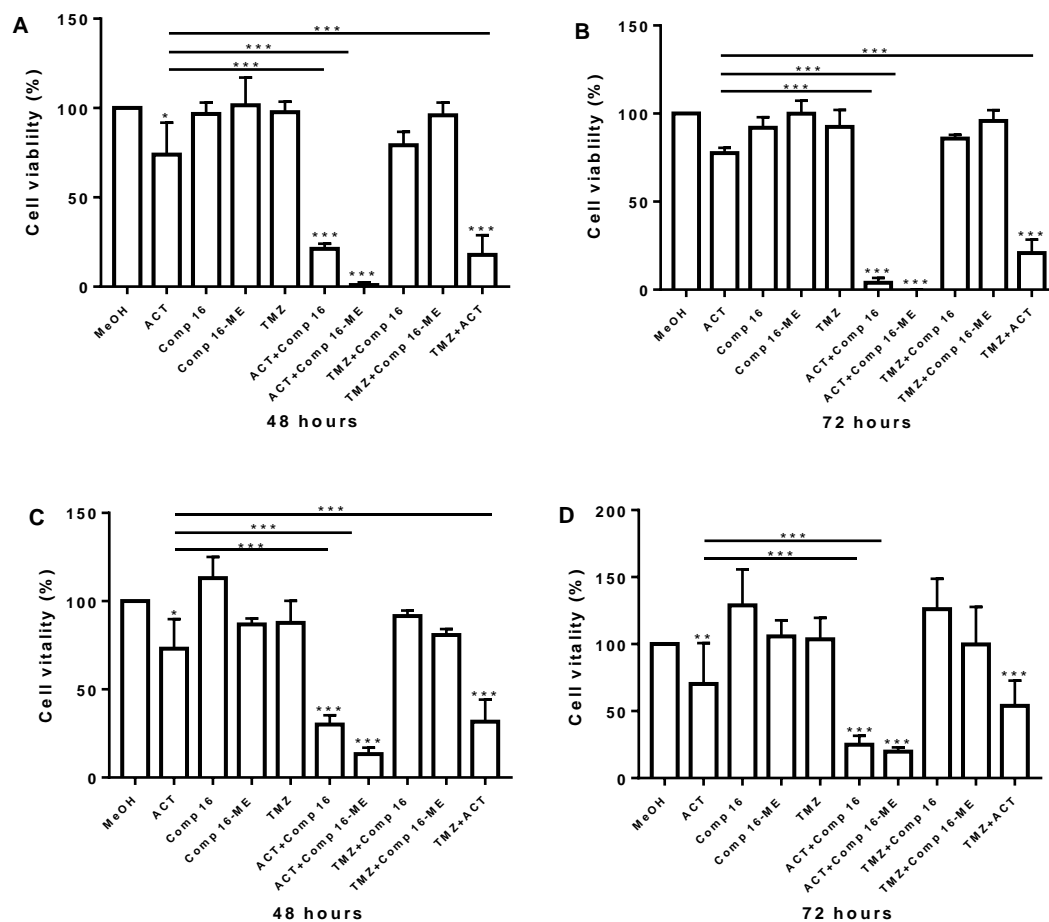 A
Cell viablility (%)
150
100
50
0
*
***
***
***
***
***
***
MeOH
ACT
Comp 16
Comp 16-ME
TMZ
ACT+Comp 16
ACT+Comp 16-ME
TMZ+Comp 16
TMZ+Comp 16-ME
TMZ+ACT
48 hours
B
Cell viablility (%)
150
100
50
0
***
***
***
***
***
***
MeOH
ACT
Comp 16
Comp 16-ME
TMZ
ACT+Comp 16
ACT+Comp 16-ME
TMZ+Comp 16
TMZ+Comp 16-ME
TMZ+ACT
72 hours
C
Cell vitality (%)
150
100
50
0
***
***
***
*
***
***
***
MeOH
ACT
Comp 16
Comp 16-ME
TMZ
ACT+Comp 16
ACT+Comp 16-ME
TMZ+Comp 16
TMZ+Comp 16-ME
TMZ+ACT
48 hours
D
Cell vitality (%)
200
150
100
50
0
***
***
**
***
***
***
MeOH
ACT
Comp 16
Comp 16-ME
TMZ
ACT+Comp 16
ACT+Comp 16-ME
TMZ+Comp 16
TMZ+Comp 16-ME
TMZ+ACT
72 hours